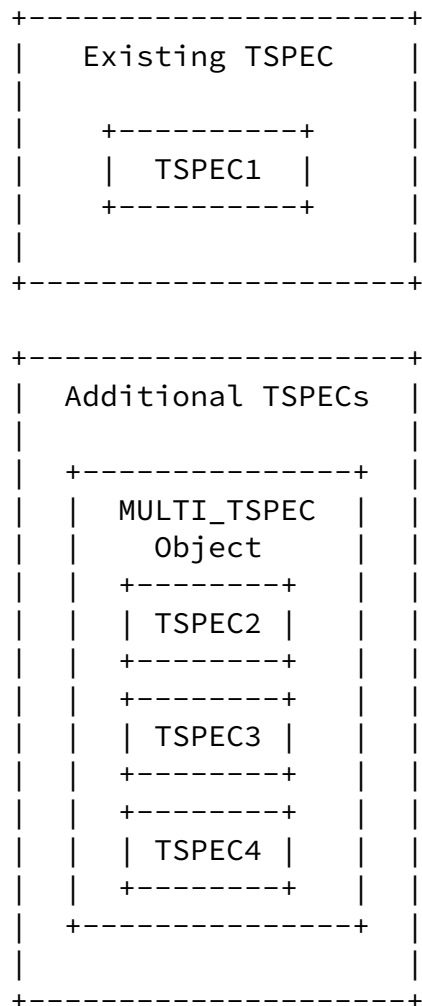 Existing TSPEC
TSPEC1
Additional TSPECs
MULTI_TSPEC
Object
TSPEC2
TSPEC3
TSPEC4